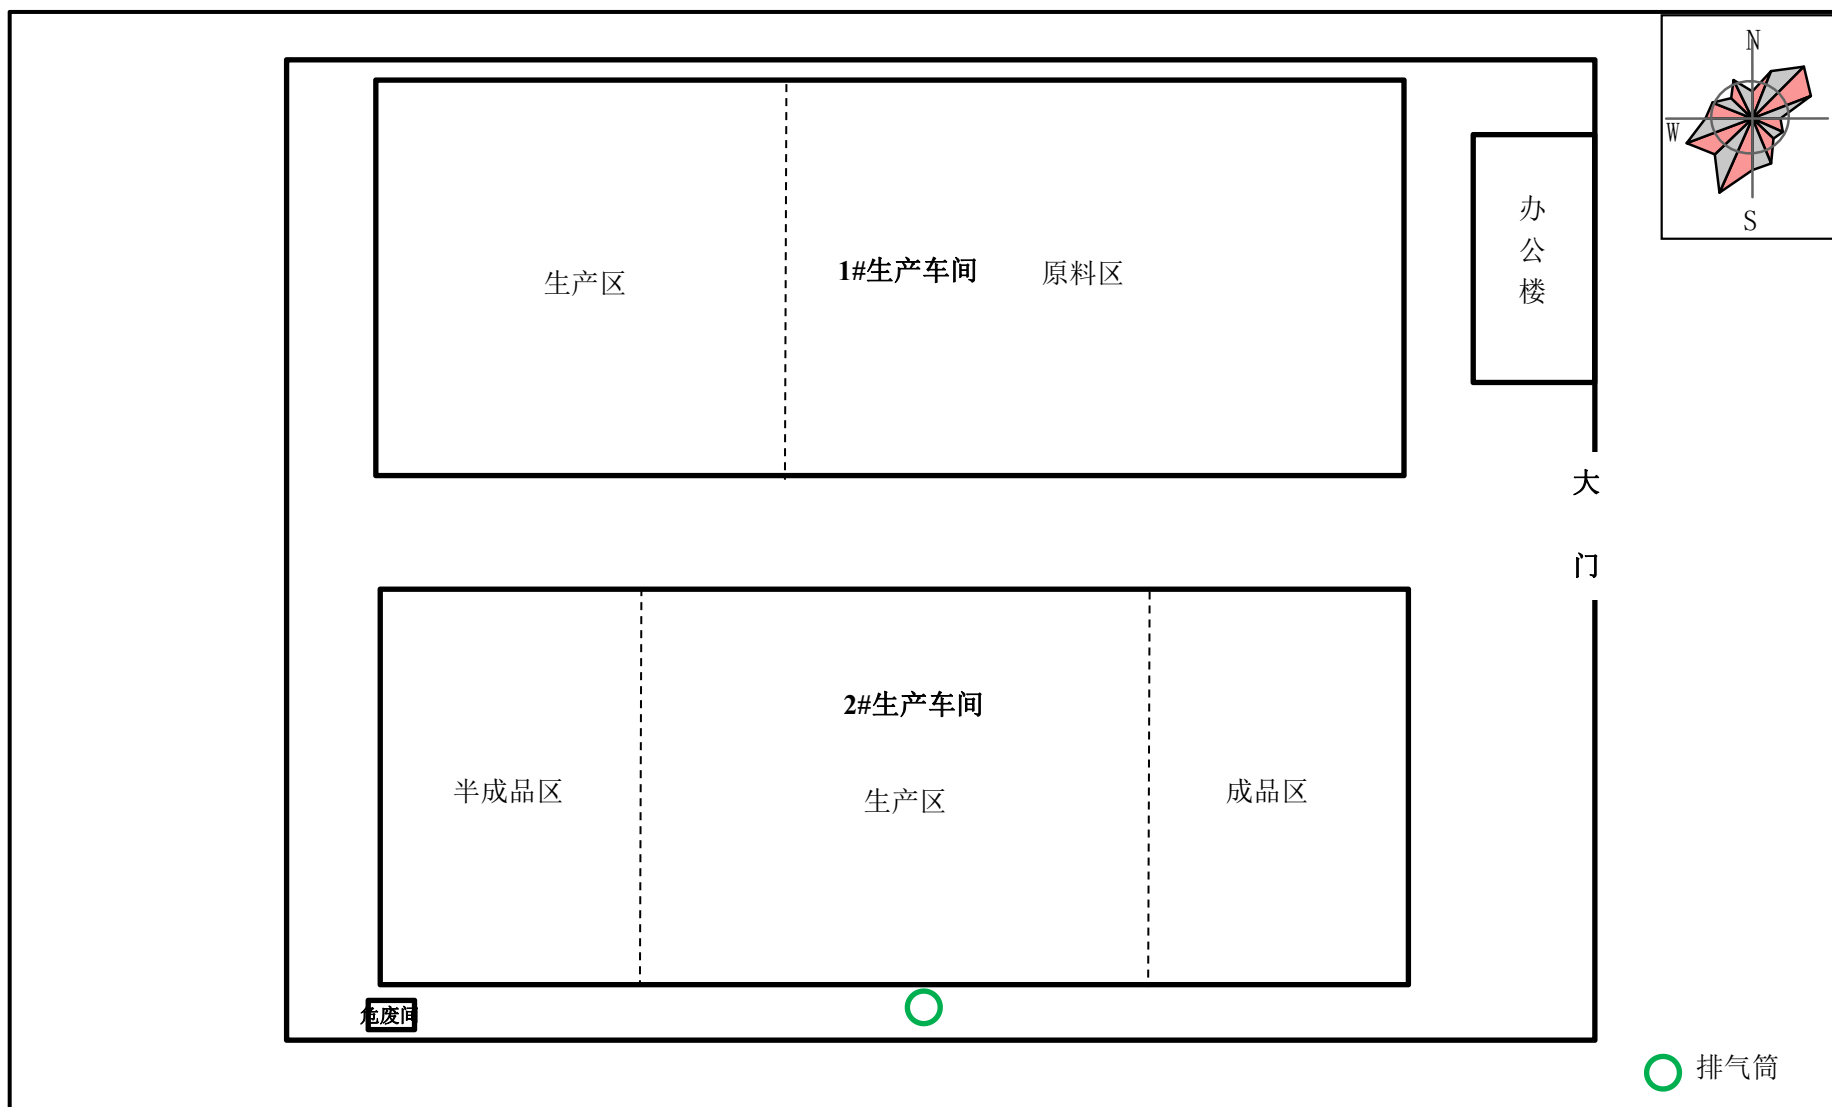 N
W
S
办
公
楼
1#生产车间
原料区
生产区
大
门
2#生产车间
半成品区
生产区
成品区
危废间
排气筒